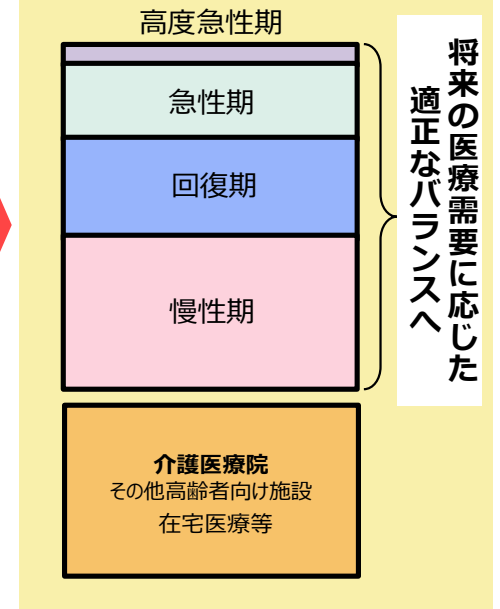 高度急性期
急性期
回復期
慢性期
将来の医療需要に応じた
適正なバランスへ
介護医療院
その他高齢者向け施設
在宅医療等